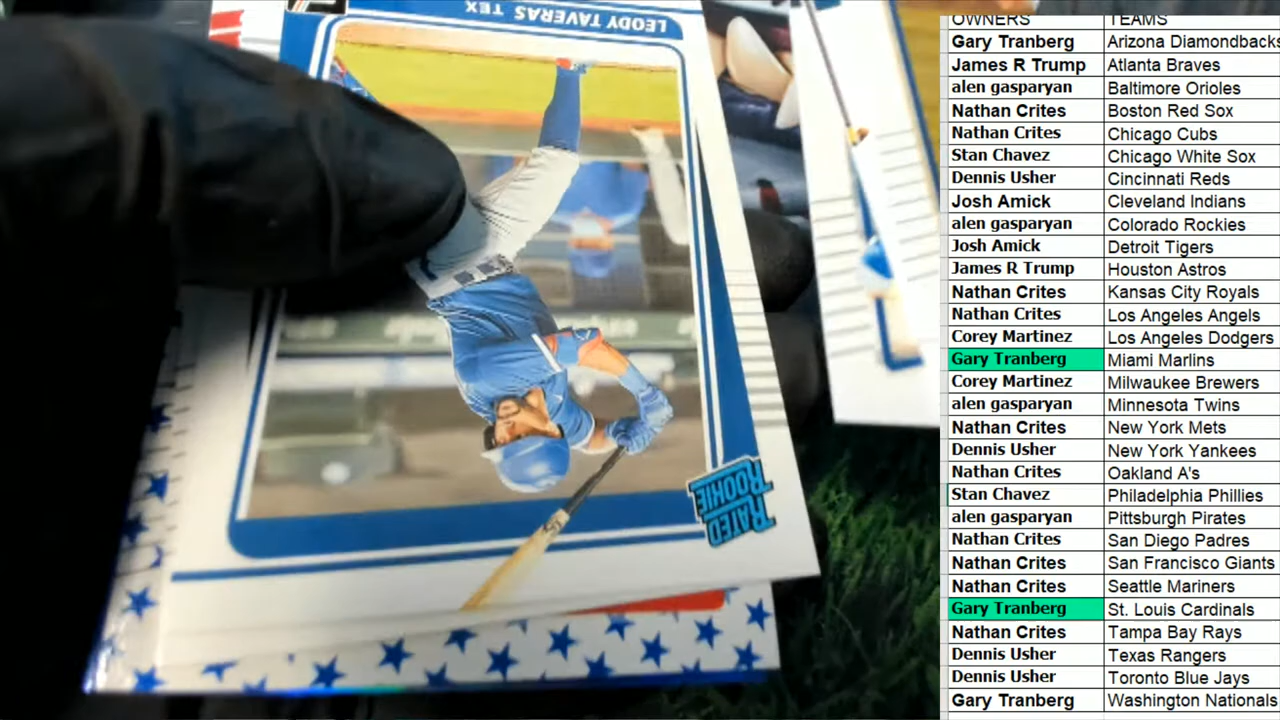 LEODY TAVERAS TEX
RATED
ROOKIE
OWNERS TEAMS
Gary Tranberg Arizona Diamondbacks
James R Trump Atlanta Braves
alen gasparyan Baltimore Orioles
Nathan Crites Boston Red Sox
Nathan Crites Chicago Cubs
Stan Chavez Chicago White Sox
Dennis Usher Cincinnati Reds
Josh Amick Cleveland Indians
alen gasparyan Colorado Rockies
Josh Amick Detroit Tigers
James R Trump Houston Astros
Nathan Crites Kansas City Royals
Nathan Crites Los Angeles Angels
Corey Martinez Los Angeles Dodgers
Gary Tranberg Miami Marlins
Corey Martinez Milwaukee Brewers
alen gasparyan Minnesota Twins
Nathan Crites New York Mets
Dennis Usher New York Yankees
Nathan Crites Oakland A's
Stan Chavez Philadelphia Phillies
alen gasparyan Pittsburgh Pirates
Nathan Crites San Diego Padres
Nathan Crites San Francisco Giants
Nathan Crites Seattle Mariners
Gary Tranberg St. Louis Cardinals
Nathan Crites Tampa Bay Rays
Dennis Usher Texas Rangers
Dennis Usher Toronto Blue Jays
Gary Tranberg Washington Nationals